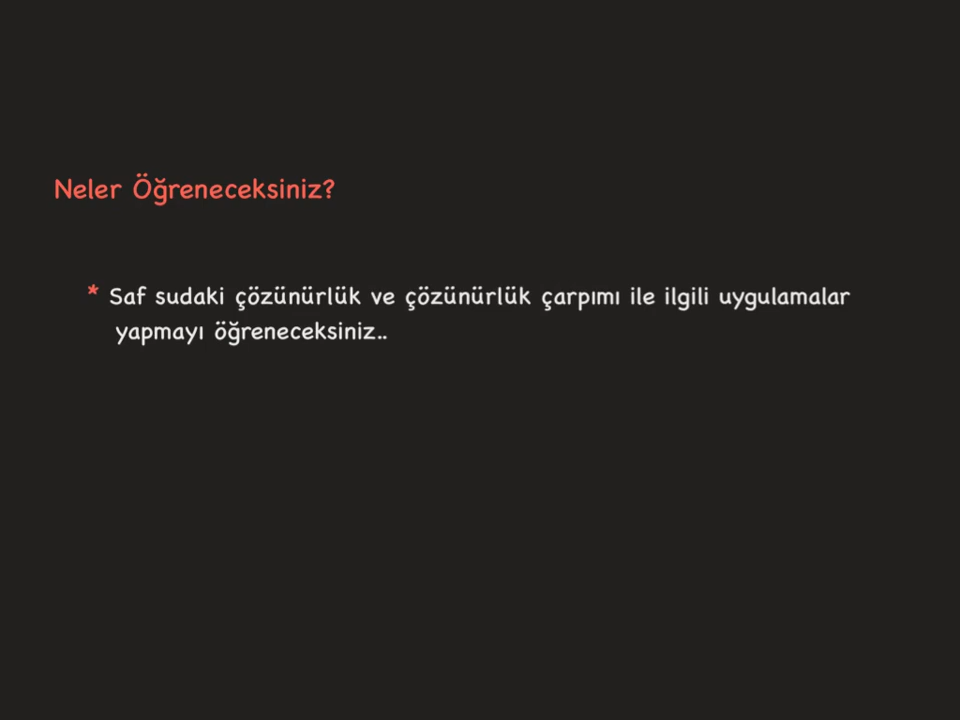 Neler Öğreneceksiniz?
* Saf sudaki çözünürlük ve çözünürlük çarpımı ile ilgili uygulamalar
yapmayı öğreneceksiniz..